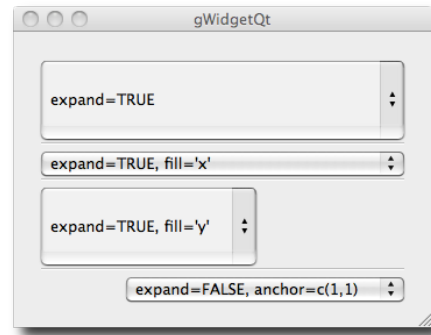 gWidgetQt
expand=TRUE
expand=TRUE, fill='x'
expand=TRUE, fill='y'
expand=FALSE, anchor=c(1,1)